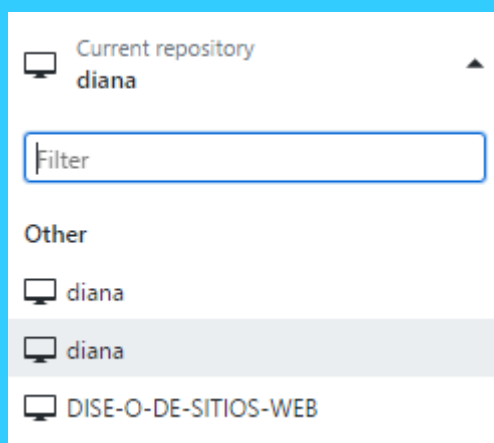 Current repository
diana
Filter
Other
diana
diana
DISE-O-DE-SITIOS-WEB